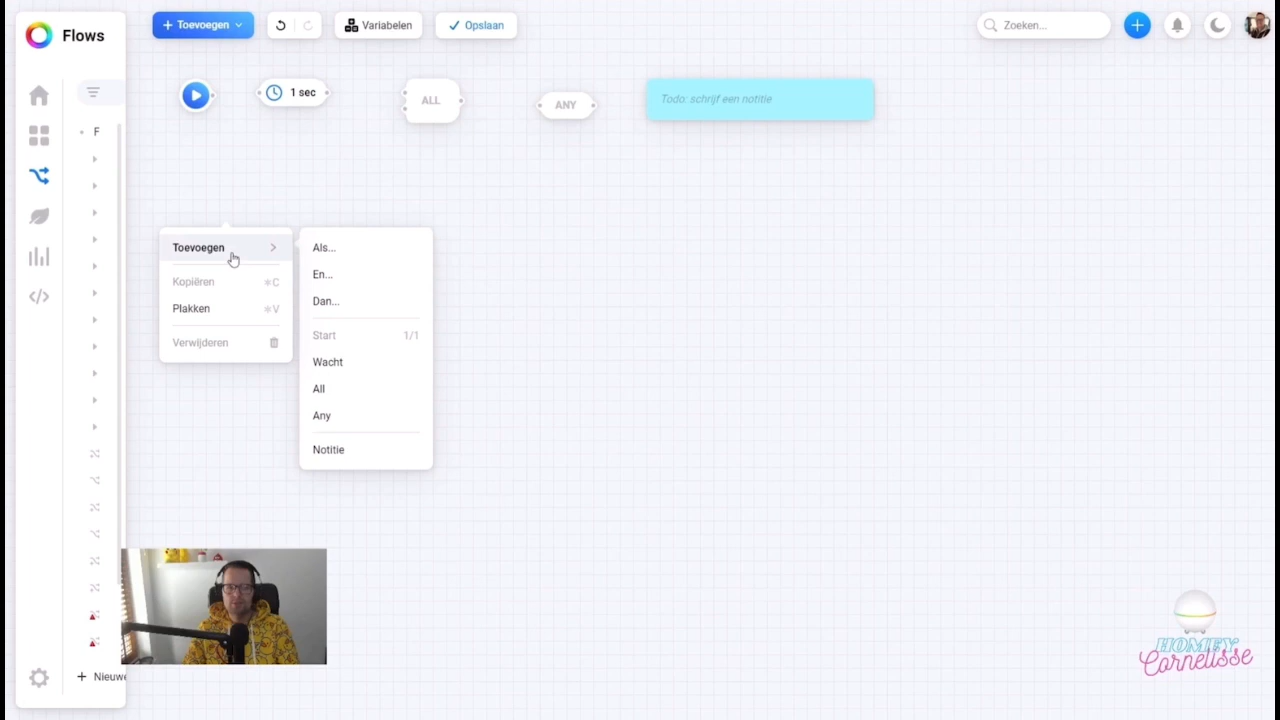 Flows
Toevoegen
Variabelen
Opslaan
Zoeken...
1 sec
ALL
ANY
Todo: schrijf een notitie
F
Toevoegen
Kopiëren ✳C
Plakken ✳V
Verwijderen
Als...
En...
Dan...
Start 1/1
Wacht
All
Any
Notitie
+ Nieuwe
HOMEY
Cornelisse